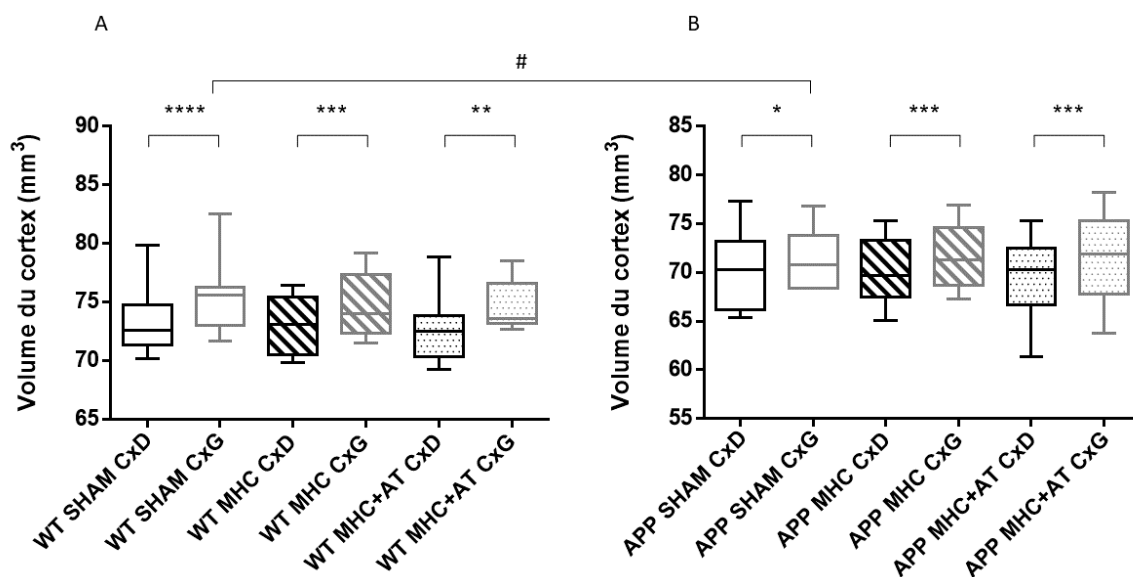 A
B
#
****
***
**
*
***
***
Volume du cortex (mm³)
90
85
80
75
70
65
WT SHAM CxD
WT SHAM CxG
WT MHC CxD
WT MHC CxG
WT MHC+AT CxD
WT MHC+AT CxG
Volume du cortex (mm³)
85
80
75
70
65
60
55
APP SHAM CxD
APP SHAM CxG
APP MHC CxD
APP MHC CxG
APP MHC+AT CxD
APP MHC+AT CxG